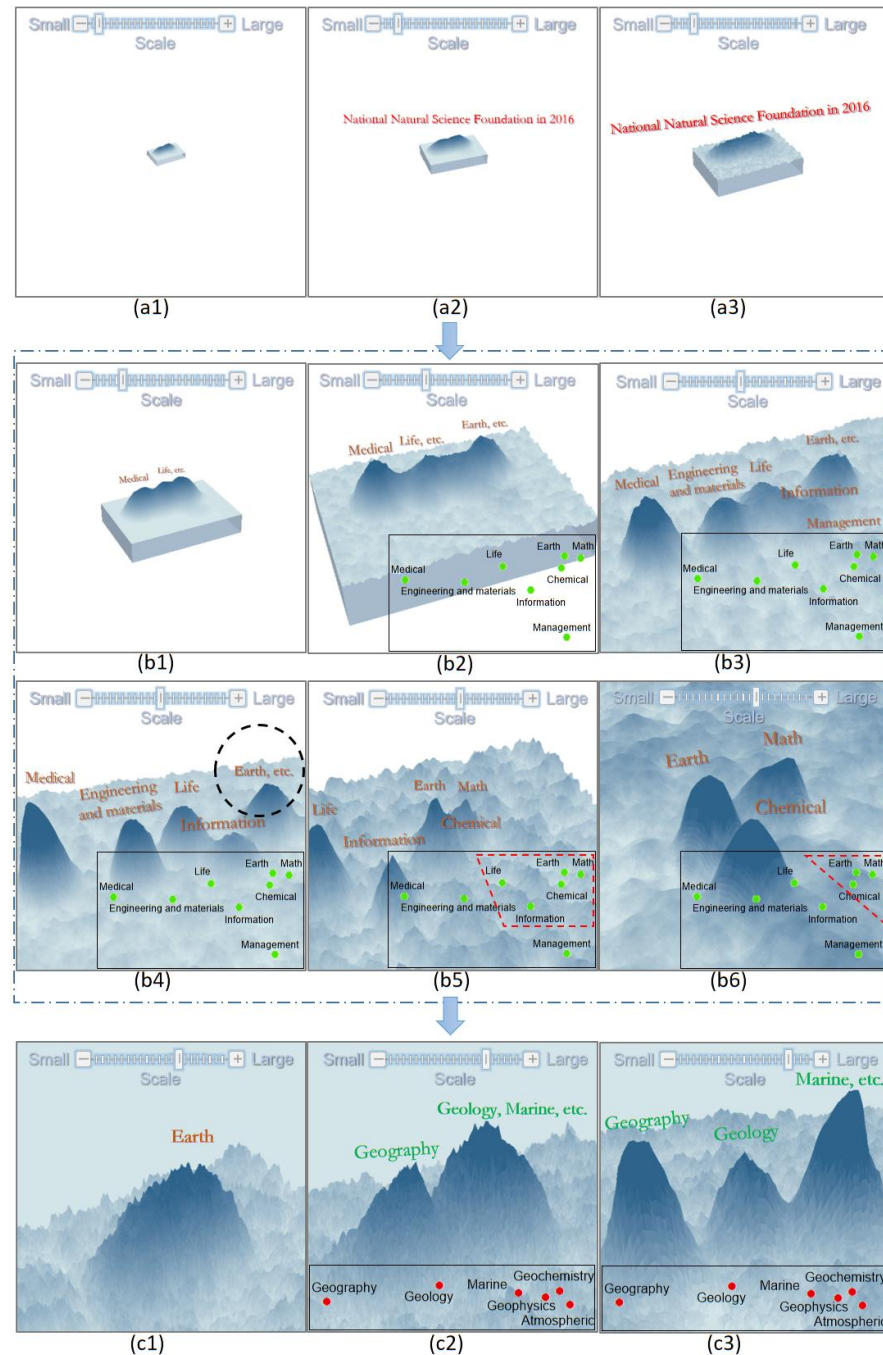 Small Large
Scale
Small Large
Scale
National Natural Science Foundation in 2016
Small Large
Scale
National Natural Science Foundation in 2016
(a1)
(a2)
(a3)
Small Large
Scale
Medical
Life, etc.
Small Large
Scale
Medical
Life, etc.
Earth, etc.
Life
Earth
Math
Medical
Chemical
Engineering and materials
Information
Management
Small Large
Scale
Medical
Engineering
and materials
Life
Earth, etc.
Information
Management
Life
Earth
Math
Medical
Chemical
Engineering and materials
Information
Management
(b1)
(b2)
(b3)
Small Large
Scale
Medical
Engineering
and materials
Life
Earth, etc.
Information
Life
Earth
Math
Medical
Chemical
Engineering and materials
Information
Management
Small Large
Scale
Life
Earth
Math
Information
Chemical
Life
Earth
Math
Medical
Chemical
Engineering and materials
Information
Management
Small Large
Scale
Earth
Math
Chemical
Life
Earth
Math
Medical
Chemical
Engineering and materials
Information
Management
(b4)
(b5)
(b6)
Small Large
Scale
Earth
Small Large
Scale
Geology, Marine, etc.
Geography
Geography
Geology
Marine
Geochemistry
Geophysics
Atmospheric
Small Large
Scale
Marine, etc.
Geography
Geology
Geography
Geology
Marine
Geochemistry
Geophysics
Atmospheric
(c1)
(c2)
(c3)